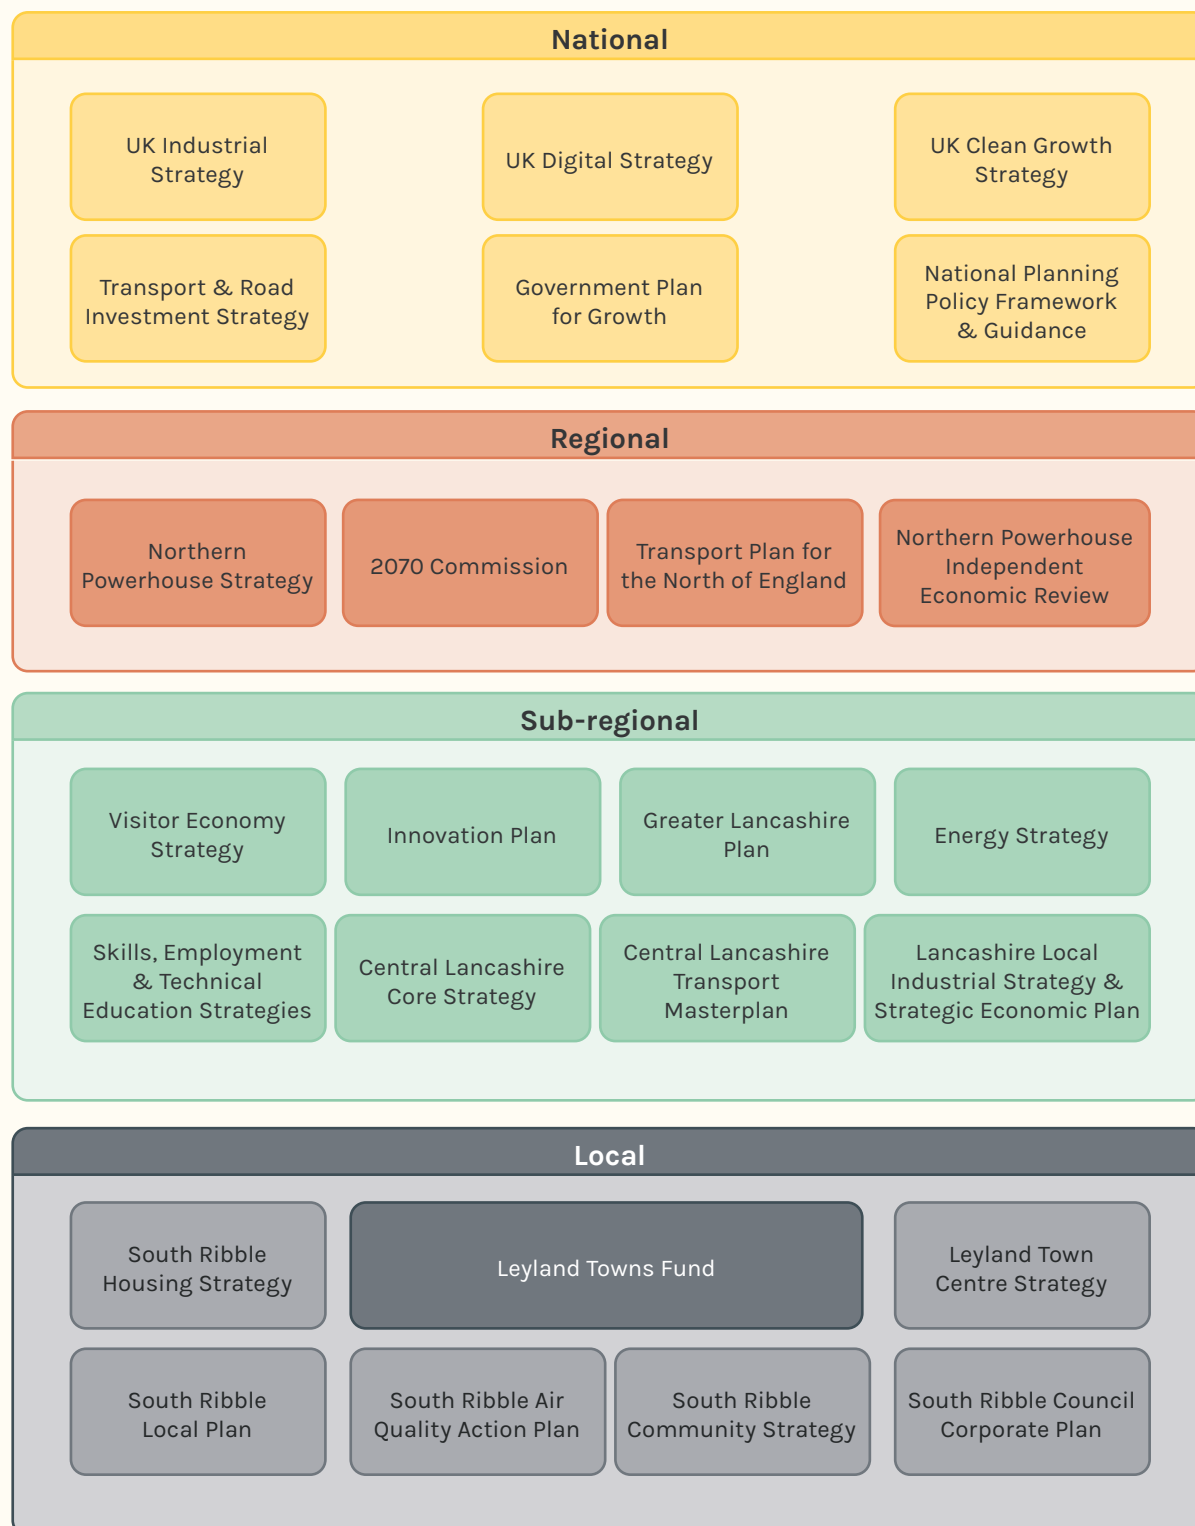 National
UK Industrial
Strategy
UK Digital Strategy
UK Clean Growth
Strategy
Transport & Road
Investment Strategy
Government Plan
for Growth
National Planning
Policy Framework
& Guidance
Regional
Northern
Powerhouse Strategy
2070 Commission
Transport Plan for
the North of England
Northern Powerhouse
Independent
Economic Review
Sub-regional
Visitor Economy
Strategy
Innovation Plan
Greater Lancashire
Plan
Energy Strategy
Skills, Employment
& Technical
Education Strategies
Central Lancashire
Core Strategy
Central Lancashire
Transport
Masterplan
Lancashire Local
Industrial Strategy &
Strategic Economic Plan
Local
South Ribble
Housing Strategy
Leyland Towns Fund
Leyland Town
Centre Strategy
South Ribble
Local Plan
South Ribble Air
Quality Action Plan
South Ribble
Community Strategy
South Ribble Council
Corporate Plan